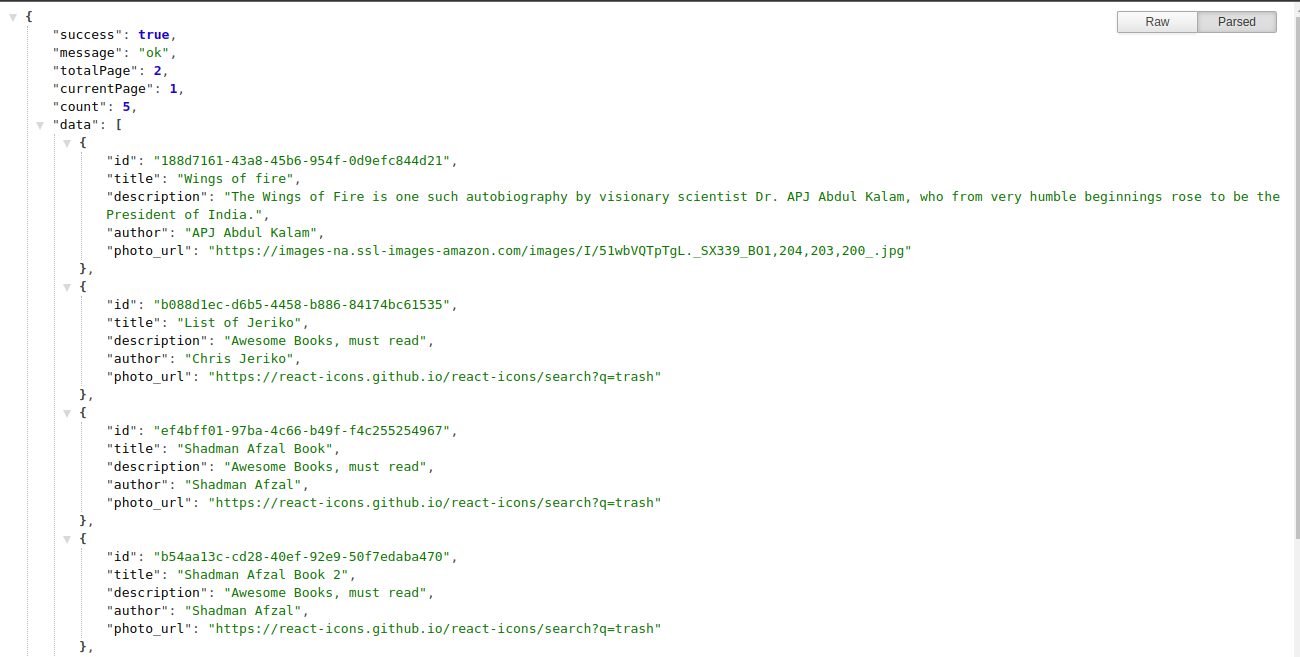 {
Raw Parsed
"success": true,
"message": "ok",
"totalPage": 2,
"currentPage": 1,
"count": 5,
"data": [
{
"id": "188d7161-43a8-45b6-954f-0d9efc844d21",
"title": "Wings of fire",
"description": "The Wings of Fire is one such autobiography by visionary scientist Dr. APJ Abdul Kalam, who from very humble beginnings rose to be the
President of India.",
"author": "APJ Abdul Kalam",
"photo_url": "https://images-na.ssl-images-amazon.com/images/I/51wbVQTpTgL._SX339_BO1,204,203,200_.jpg"
},
{
"id": "b088d1ec-d6b5-4458-b886-84174bc61535",
"title": "List of Jeriko",
"description": "Awesome Books, must read",
"author": "Chris Jeriko",
"photo_url": "https://react-icons.github.io/react-icons/search?q=trash"
},
{
"id": "ef4bff01-97ba-4c66-b49f-f4c255254967",
"title": "Shadman Afzal Book",
"description": "Awesome Books, must read",
"author": "Shadman Afzal",
"photo_url": "https://react-icons.github.io/react-icons/search?q=trash"
},
{
"id": "b54aa13c-cd28-40ef-92e9-50f7edaba470",
"title": "Shadman Afzal Book 2",
"description": "Awesome Books, must read",
"author": "Shadman Afzal",
"photo_url": "https://react-icons.github.io/react-icons/search?q=trash"
},